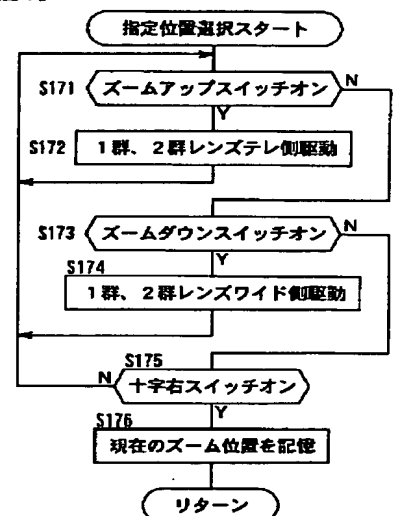 指定位置選択スタート
S171 ズームアップスイッチオン N
Y
S172 1群、2群レンズテレ側駆動
S173 ズームダウンスイッチオン N
Y
S174
1群、2群レンズワイド側駆動
S175
N 十字右スイッチオン
Y
S176
現在のズーム位置を記憶
リターン